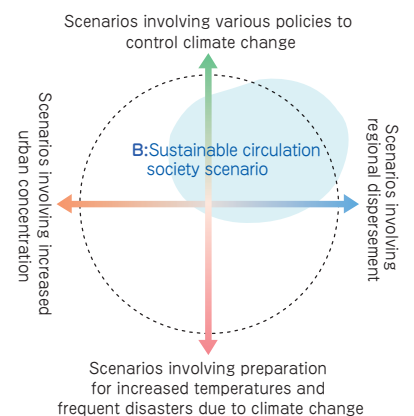 Scenarios involving various policies to
control climate change
Scenarios involving increased
urban concentration
B:Sustainable circulation
society scenario
Scenarios involving
regional dispersement
Scenarios involving preparation
for increased temperatures and
frequent disasters due to climate change